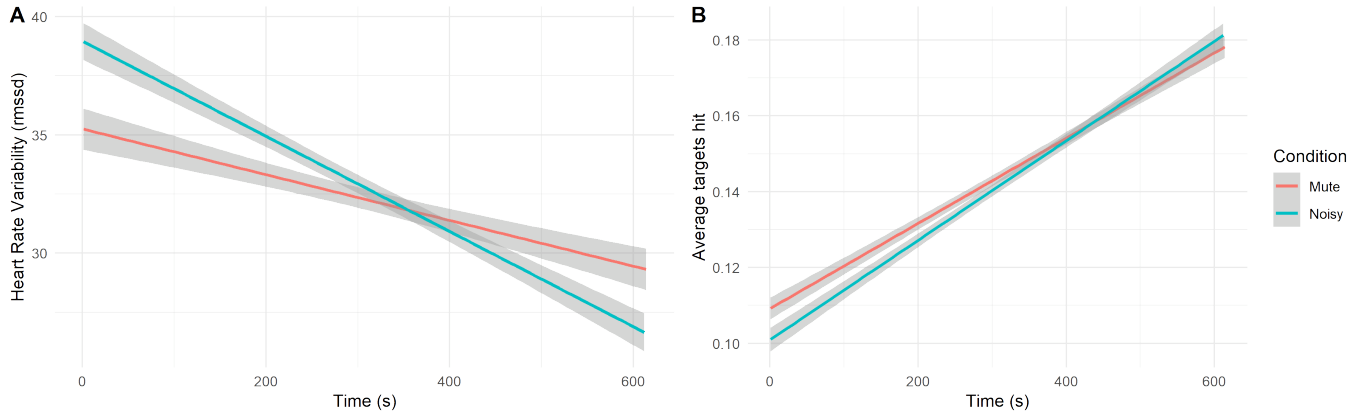 A
Heart Rate Variability (mssd)
40
35
30
0 200 400 600
Time (s)
B
Average targets hit
0.18
0.16
0.14
0.12
0.10
0 200 400 600
Time (s)
Condition
Mute
Noisy